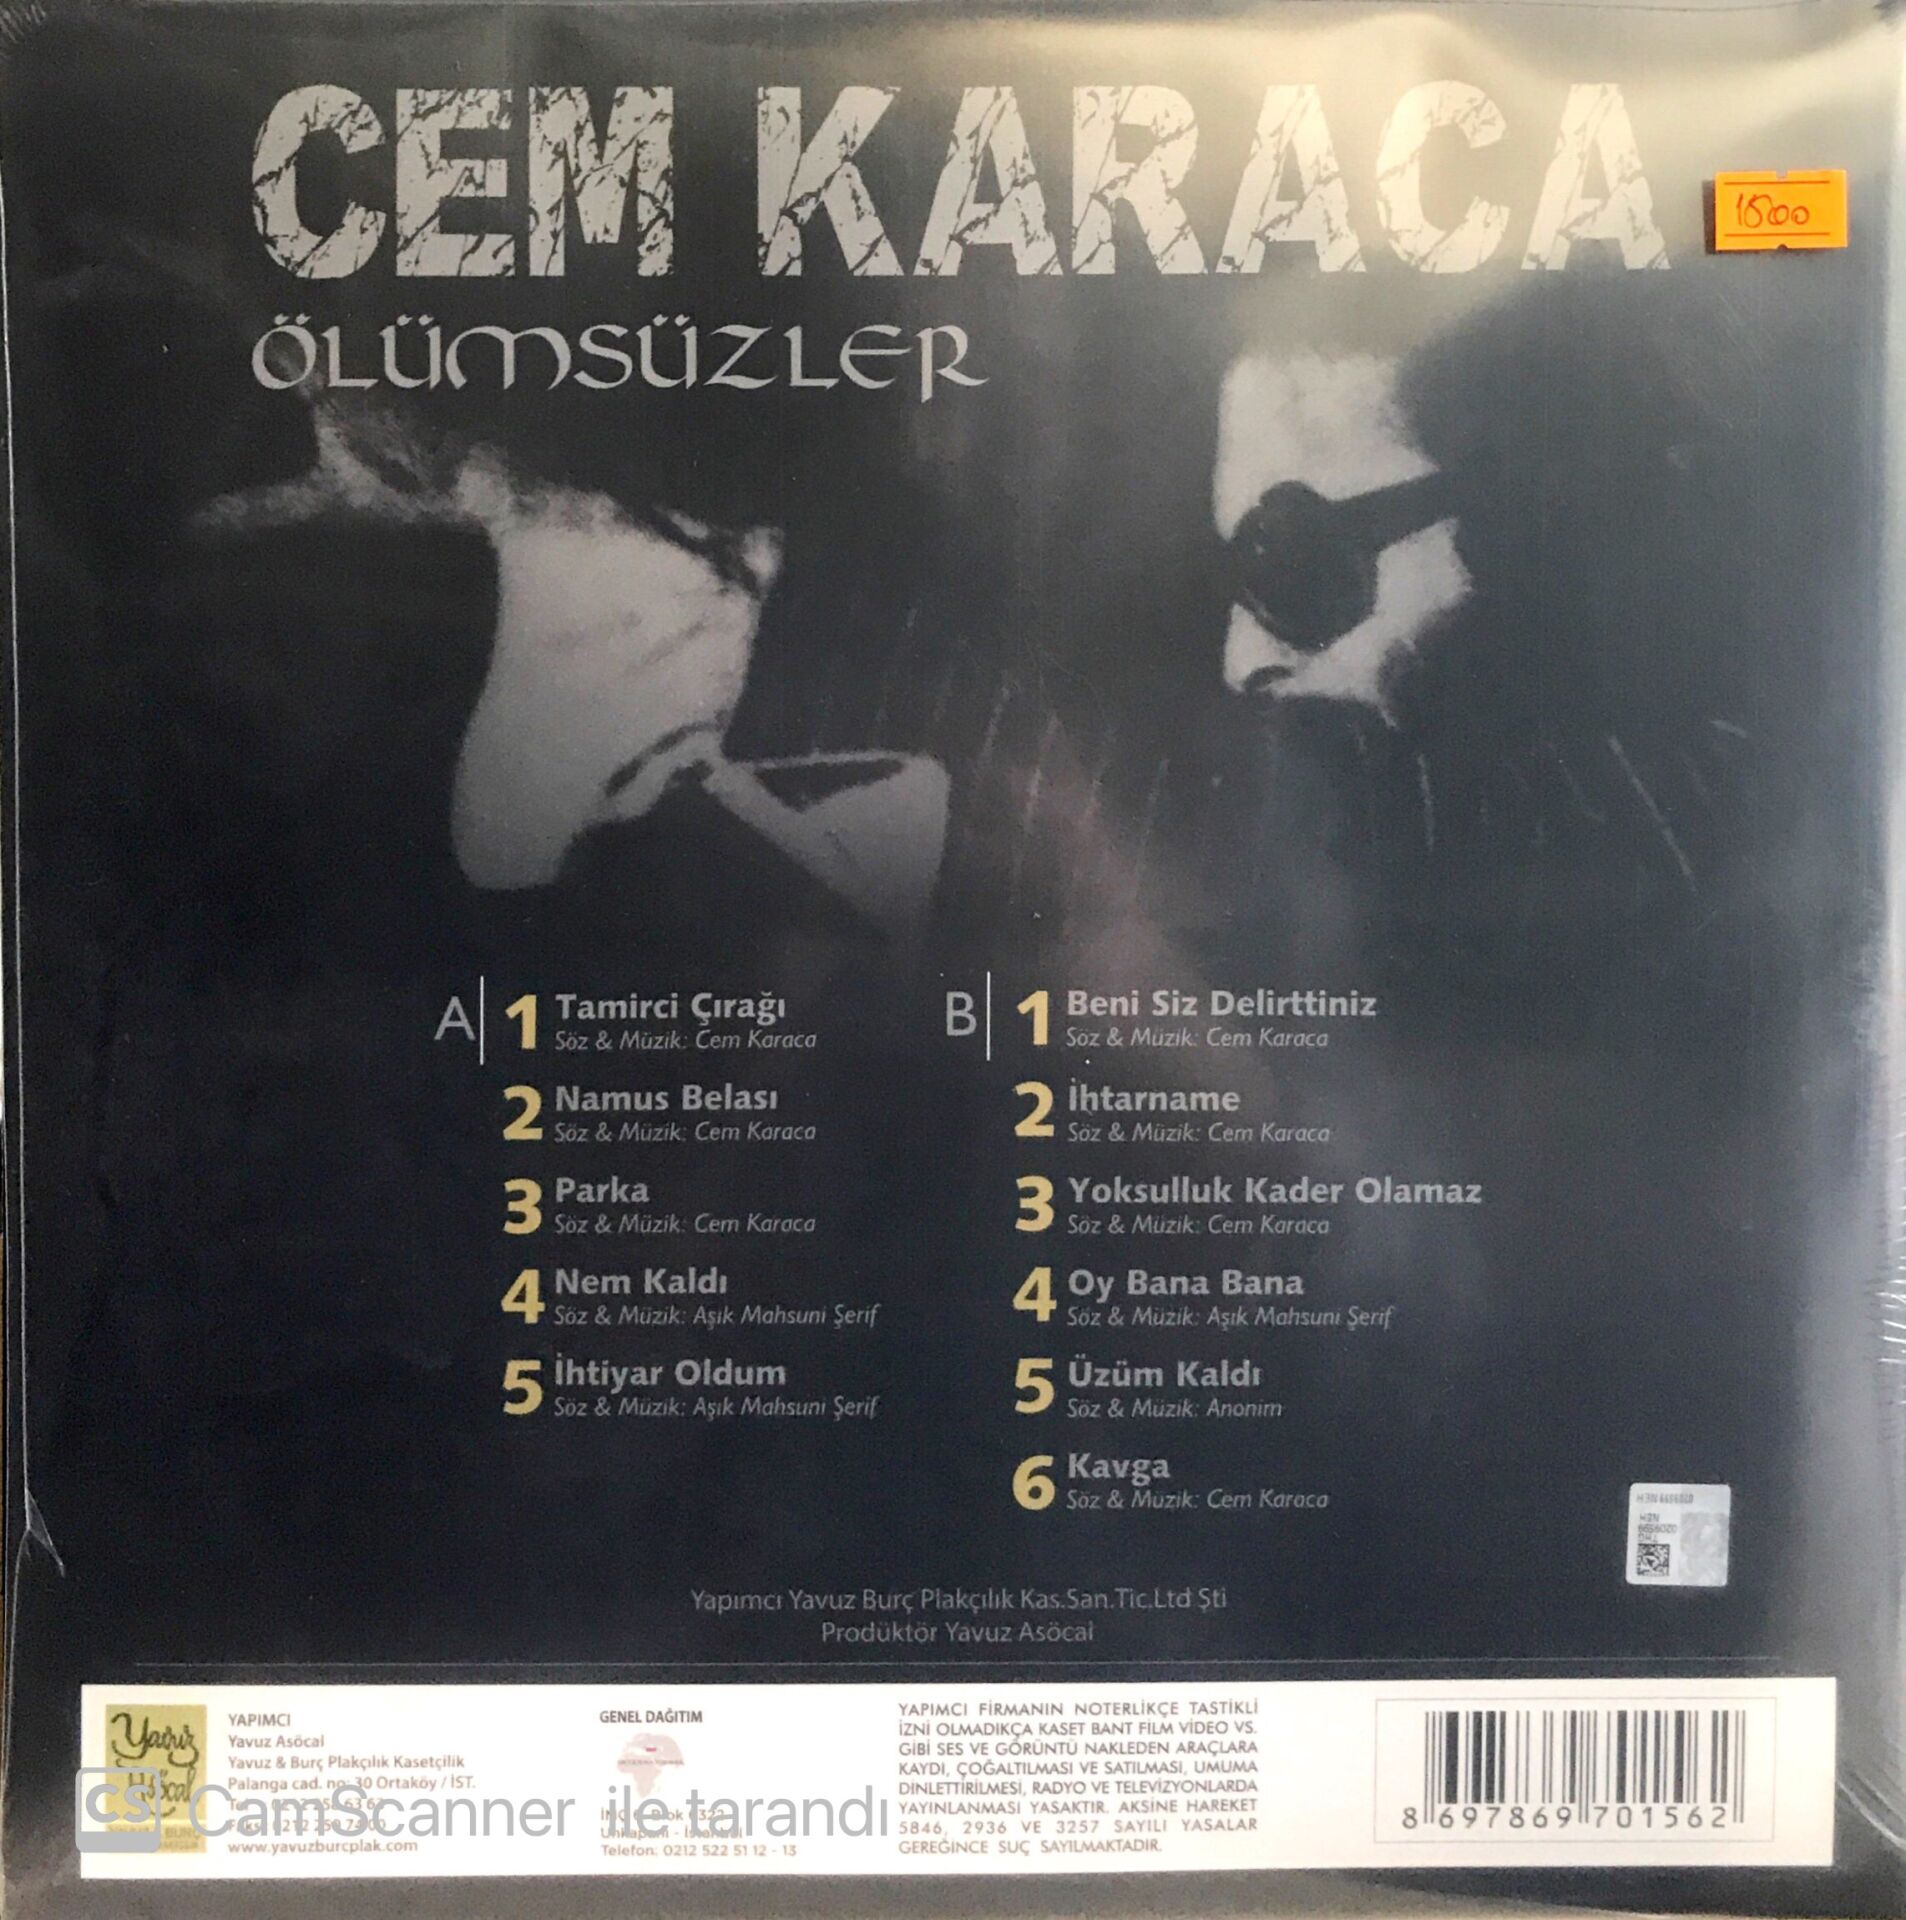 CEM KARACA
1500
ÖLÜMSÜZLER
A
1 Tamirci Çırağı
Söz & Müzik: Cem Karaca
2 Namus Belası
Söz & Müzik: Cem Karaca
3 Parka
Söz & Müzik: Cem Karaca
4 Nem Kaldı
Söz & Müzik: Aşık Mahsuni Şerif
5 İhtiyar Oldum
Söz & Müzik: Aşık Mahsuni Şerif
B
1 Beni Siz Delirttiniz
Söz & Müzik: Cem Karaca
2 İhtarname
Söz & Müzik: Cem Karaca
3 Yoksulluk Kader Olamaz
Söz & Müzik: Cem Karaca
4 Oy Bana Bana
Söz & Müzik: Aşık Mahsuni Şerif
5 Üzüm Kaldı
Söz & Müzik: Anonim
6 Kavga
Söz & Müzik: Cem Karaca
Yapımcı Yavuz Burç Plakçılık Kas.San.Tic.Ltd Şti
Prodüktör Yavuz Asöcal
Yavuz
Asöcal
YAPIMCI
Yavuz Asöcal
Yavuz & Burç Plakçılık Kasetçilik
Palanga cad. no: 30 Ortaköy / İST.
www.yavuzburcplak.com
GENEL DAĞITIM
Unkapanı - İstanbul
Telefon: 0212 522 51 12 - 13
YAPIMCI FİRMANIN NOTERLİKÇE TASTİKLİ
İZNİ OLMADIKÇA KASET BANT FİLM VİDEO VS.
GİBİ SES VE GÖRÜNTÜ NAKLEDEN ARAÇLARA
KAYDI, ÇOĞALTILMASI VE SATILMASI, UMUMA
DİNLETTİRİLMESİ, RADYO VE TELEVİZYONLARDA
YAYINLANMASI YASAKTIR. AKSİNE HAREKET
5846, 2936 VE 3257 SAYILI YASALAR
GEREĞİNCE SUÇ SAYILMAKTADIR.
8 697869 701562
CS CamScanner ile tarandı